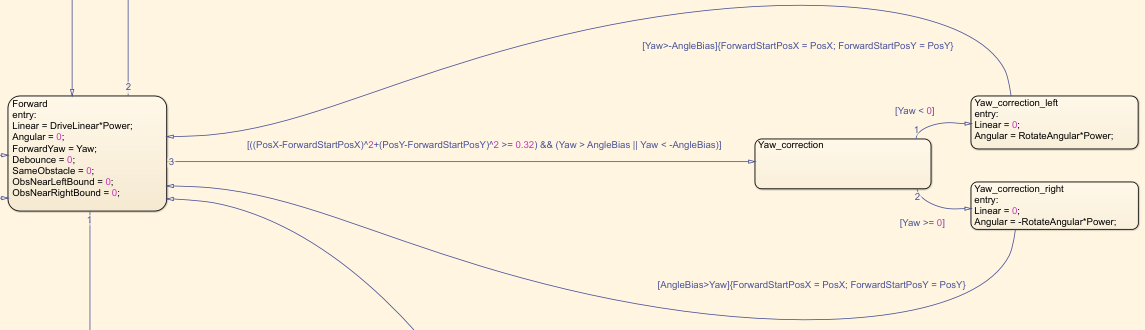 2
Forward
entry:
Linear = DriveLinear*Power;
Angular = 0;
ForwardYaw = Yaw;
Debounce = 0;
SameObstacle = 0;
ObsNearLeftBound = 0;
ObsNearRightBound = 0;
1
3
[((PosX-ForwardStartPosX)^2+(PosY-ForwardStartPosY)^2 >= 0.32) && (Yaw > AngleBias || Yaw < -AngleBias)]
[Yaw>-AngleBias]{ForwardStartPosX = PosX; ForwardStartPosY = PosY}
Yaw_correction
1
[Yaw < 0]
Yaw_correction_left
entry:
Linear = 0;
Angular = RotateAngular*Power;
2
[Yaw >= 0]
Yaw_correction_right
entry:
Linear = 0;
Angular = -RotateAngular*Power;
[AngleBias>Yaw]{ForwardStartPosX = PosX; ForwardStartPosY = PosY}